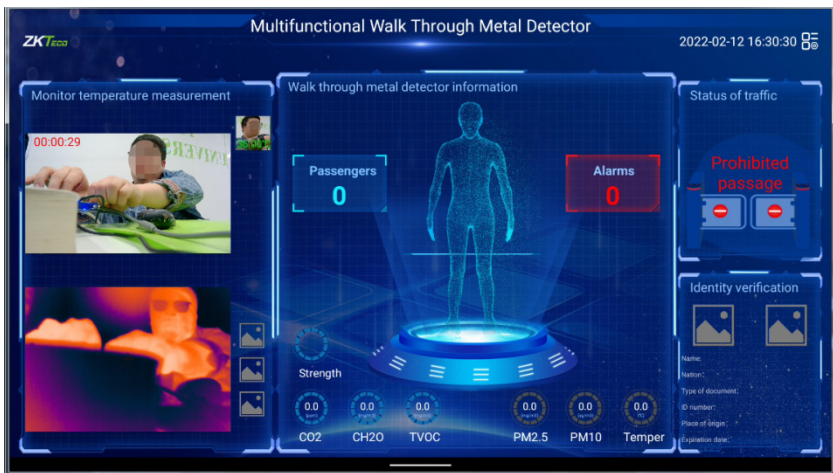 Multifunctional Walk Through Metal Detector
ZKTeco
2022-02-12 16:30:30
Monitor temperature measurement
00:00:29
Walk through metal detector information
Passengers
0
Alarms
0
Strength
0.0
0.0
0.0
0.0
0.0
0.0
CO2
CH2O
TVOC
PM2.5
PM10
Temper
Status of traffic
Prohibited
passage
Identity verification
Name:
Nation:
Type of document:
ID number:
Place of origin:
Expiration date: